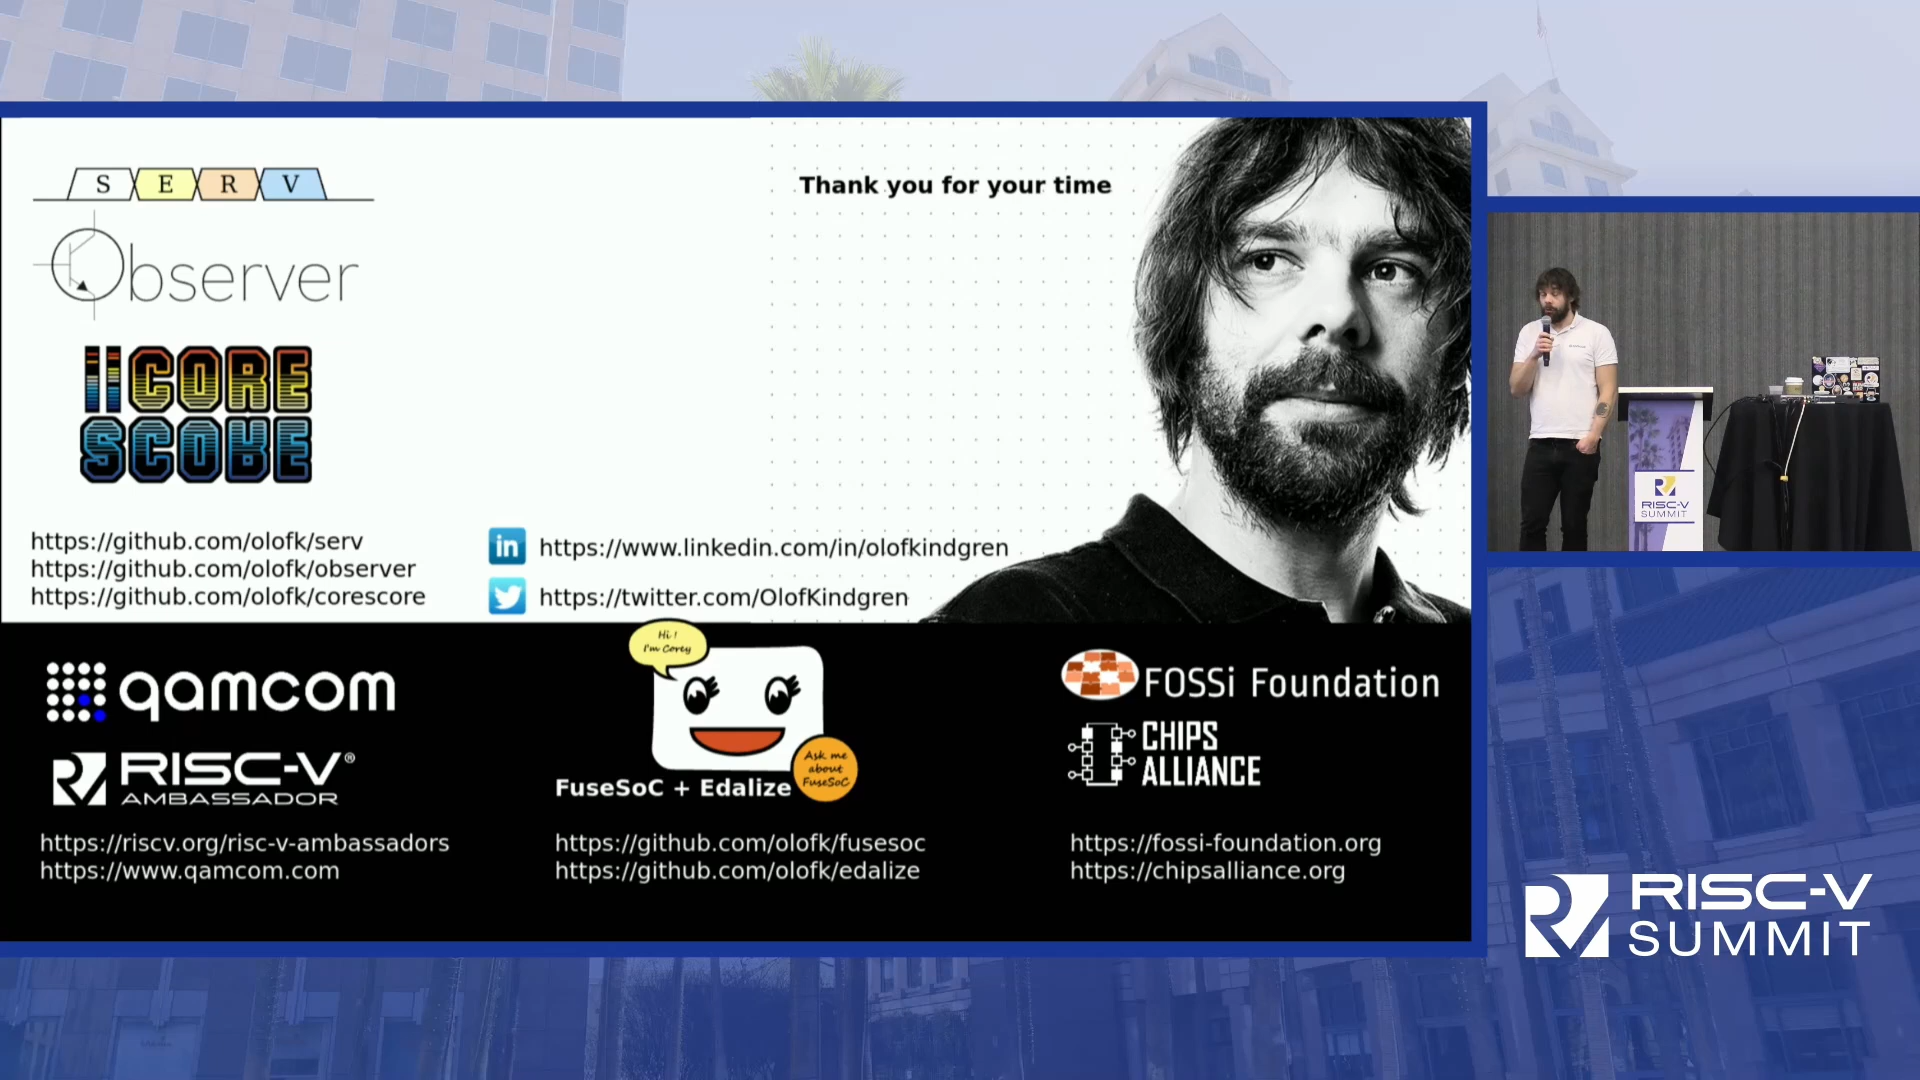 S E R V
Thank you for your time
Observer
CORE
SCORE
https://github.com/olofk/serv
https://github.com/olofk/observer
https://github.com/olofk/corescore
https://www.linkedin.com/in/olofkindgren
https://twitter.com/OlofKindgren
qamcom
RISC-V®
AMBASSADOR
https://riscv.org/risc-v-ambassadors
https://www.qamcom.com
Hi!
I'm Corey
Ask me
about
FuseSoC
FuseSoC + Edalize
https://github.com/olofk/fusesoc
https://github.com/olofk/edalize
FOSSi Foundation
CHIPS
ALLIANCE
https://fossi-foundation.org
https://chipsalliance.org
RISC-V
SUMMIT
RISC-V
SUMMIT